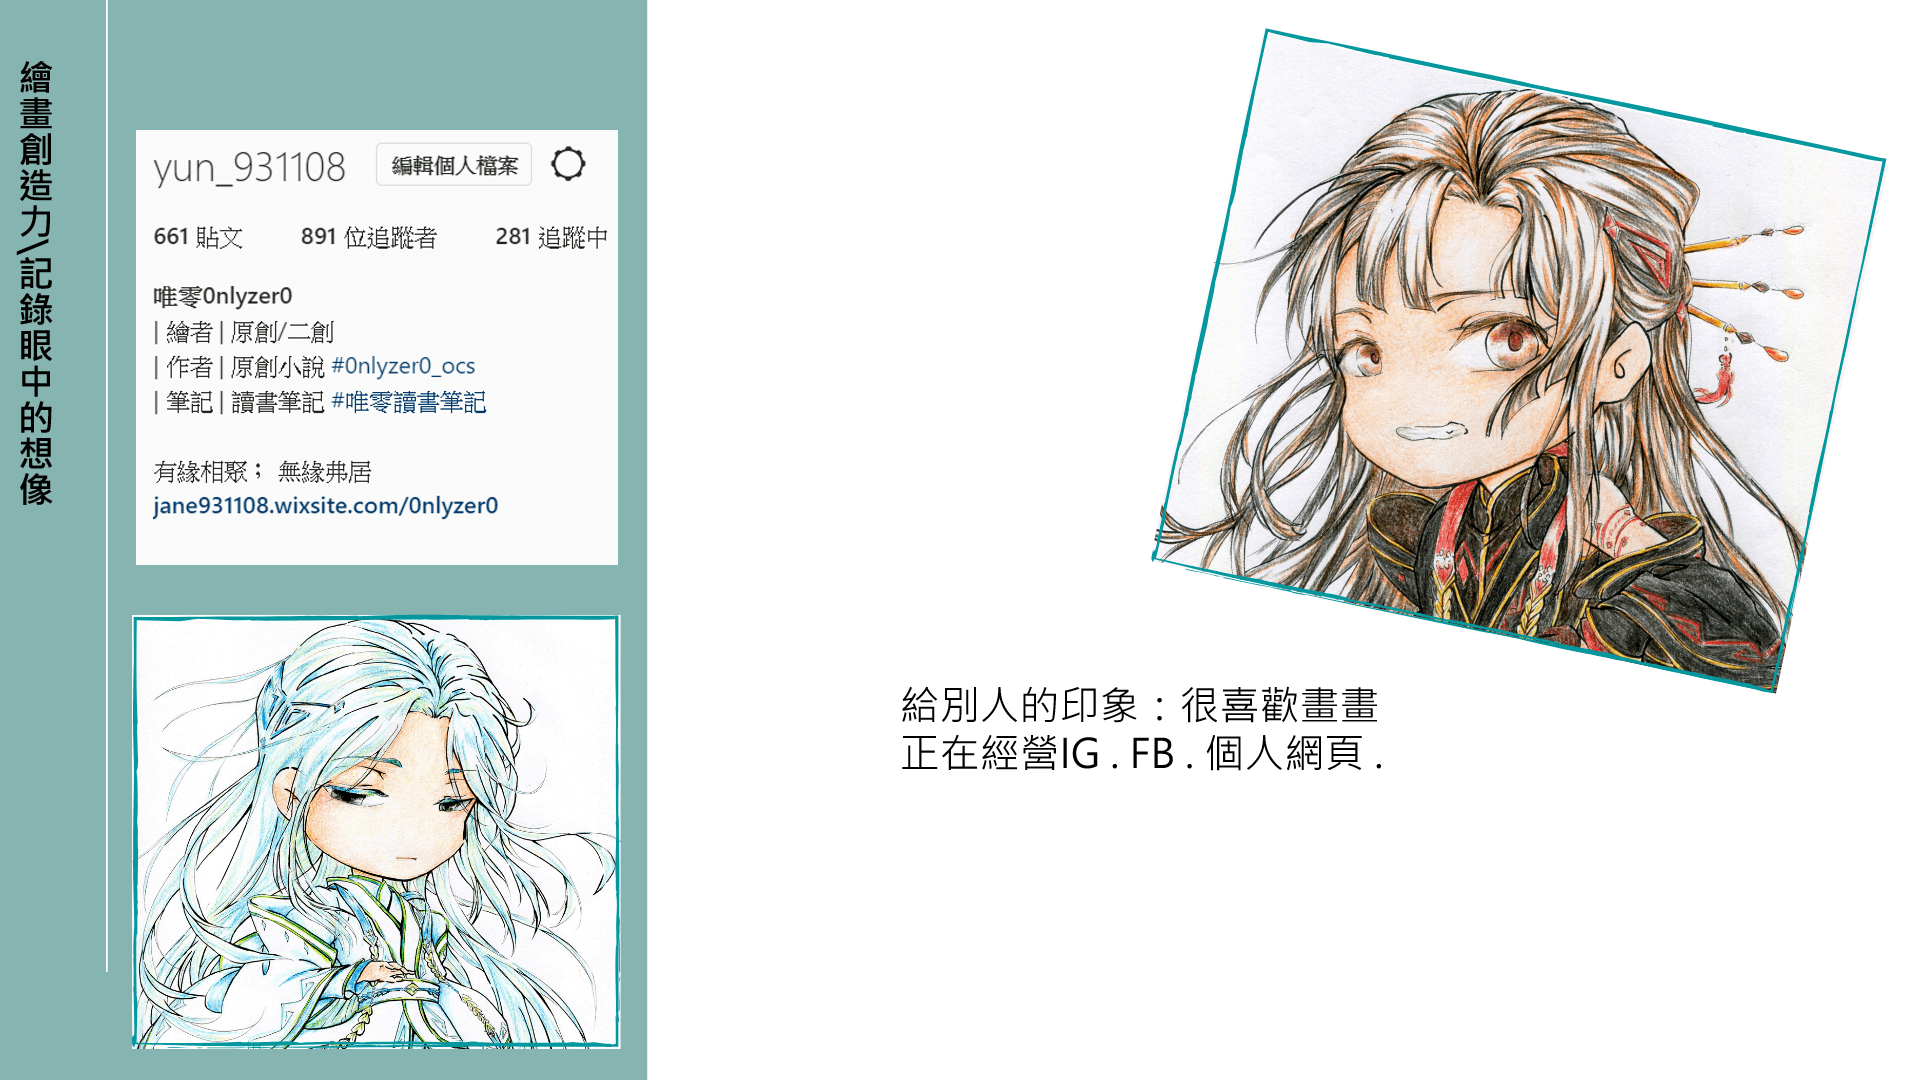 繪畫創造力/記錄眼中的想像
yun_931108 編輯個人檔案
661 貼文 891 位追蹤者 281 追蹤中
唯零0nlyzer0
| 繪者 | 原創/二創
| 作者 | 原創小說 #0nlyzer0_ocs
| 筆記 | 讀書筆記 #唯零讀書筆記
有緣相聚； 無緣弗居
jane931108.wixsite.com/0nlyzer0
給別人的印象：很喜歡畫畫
正在經營IG . FB . 個人網頁 .